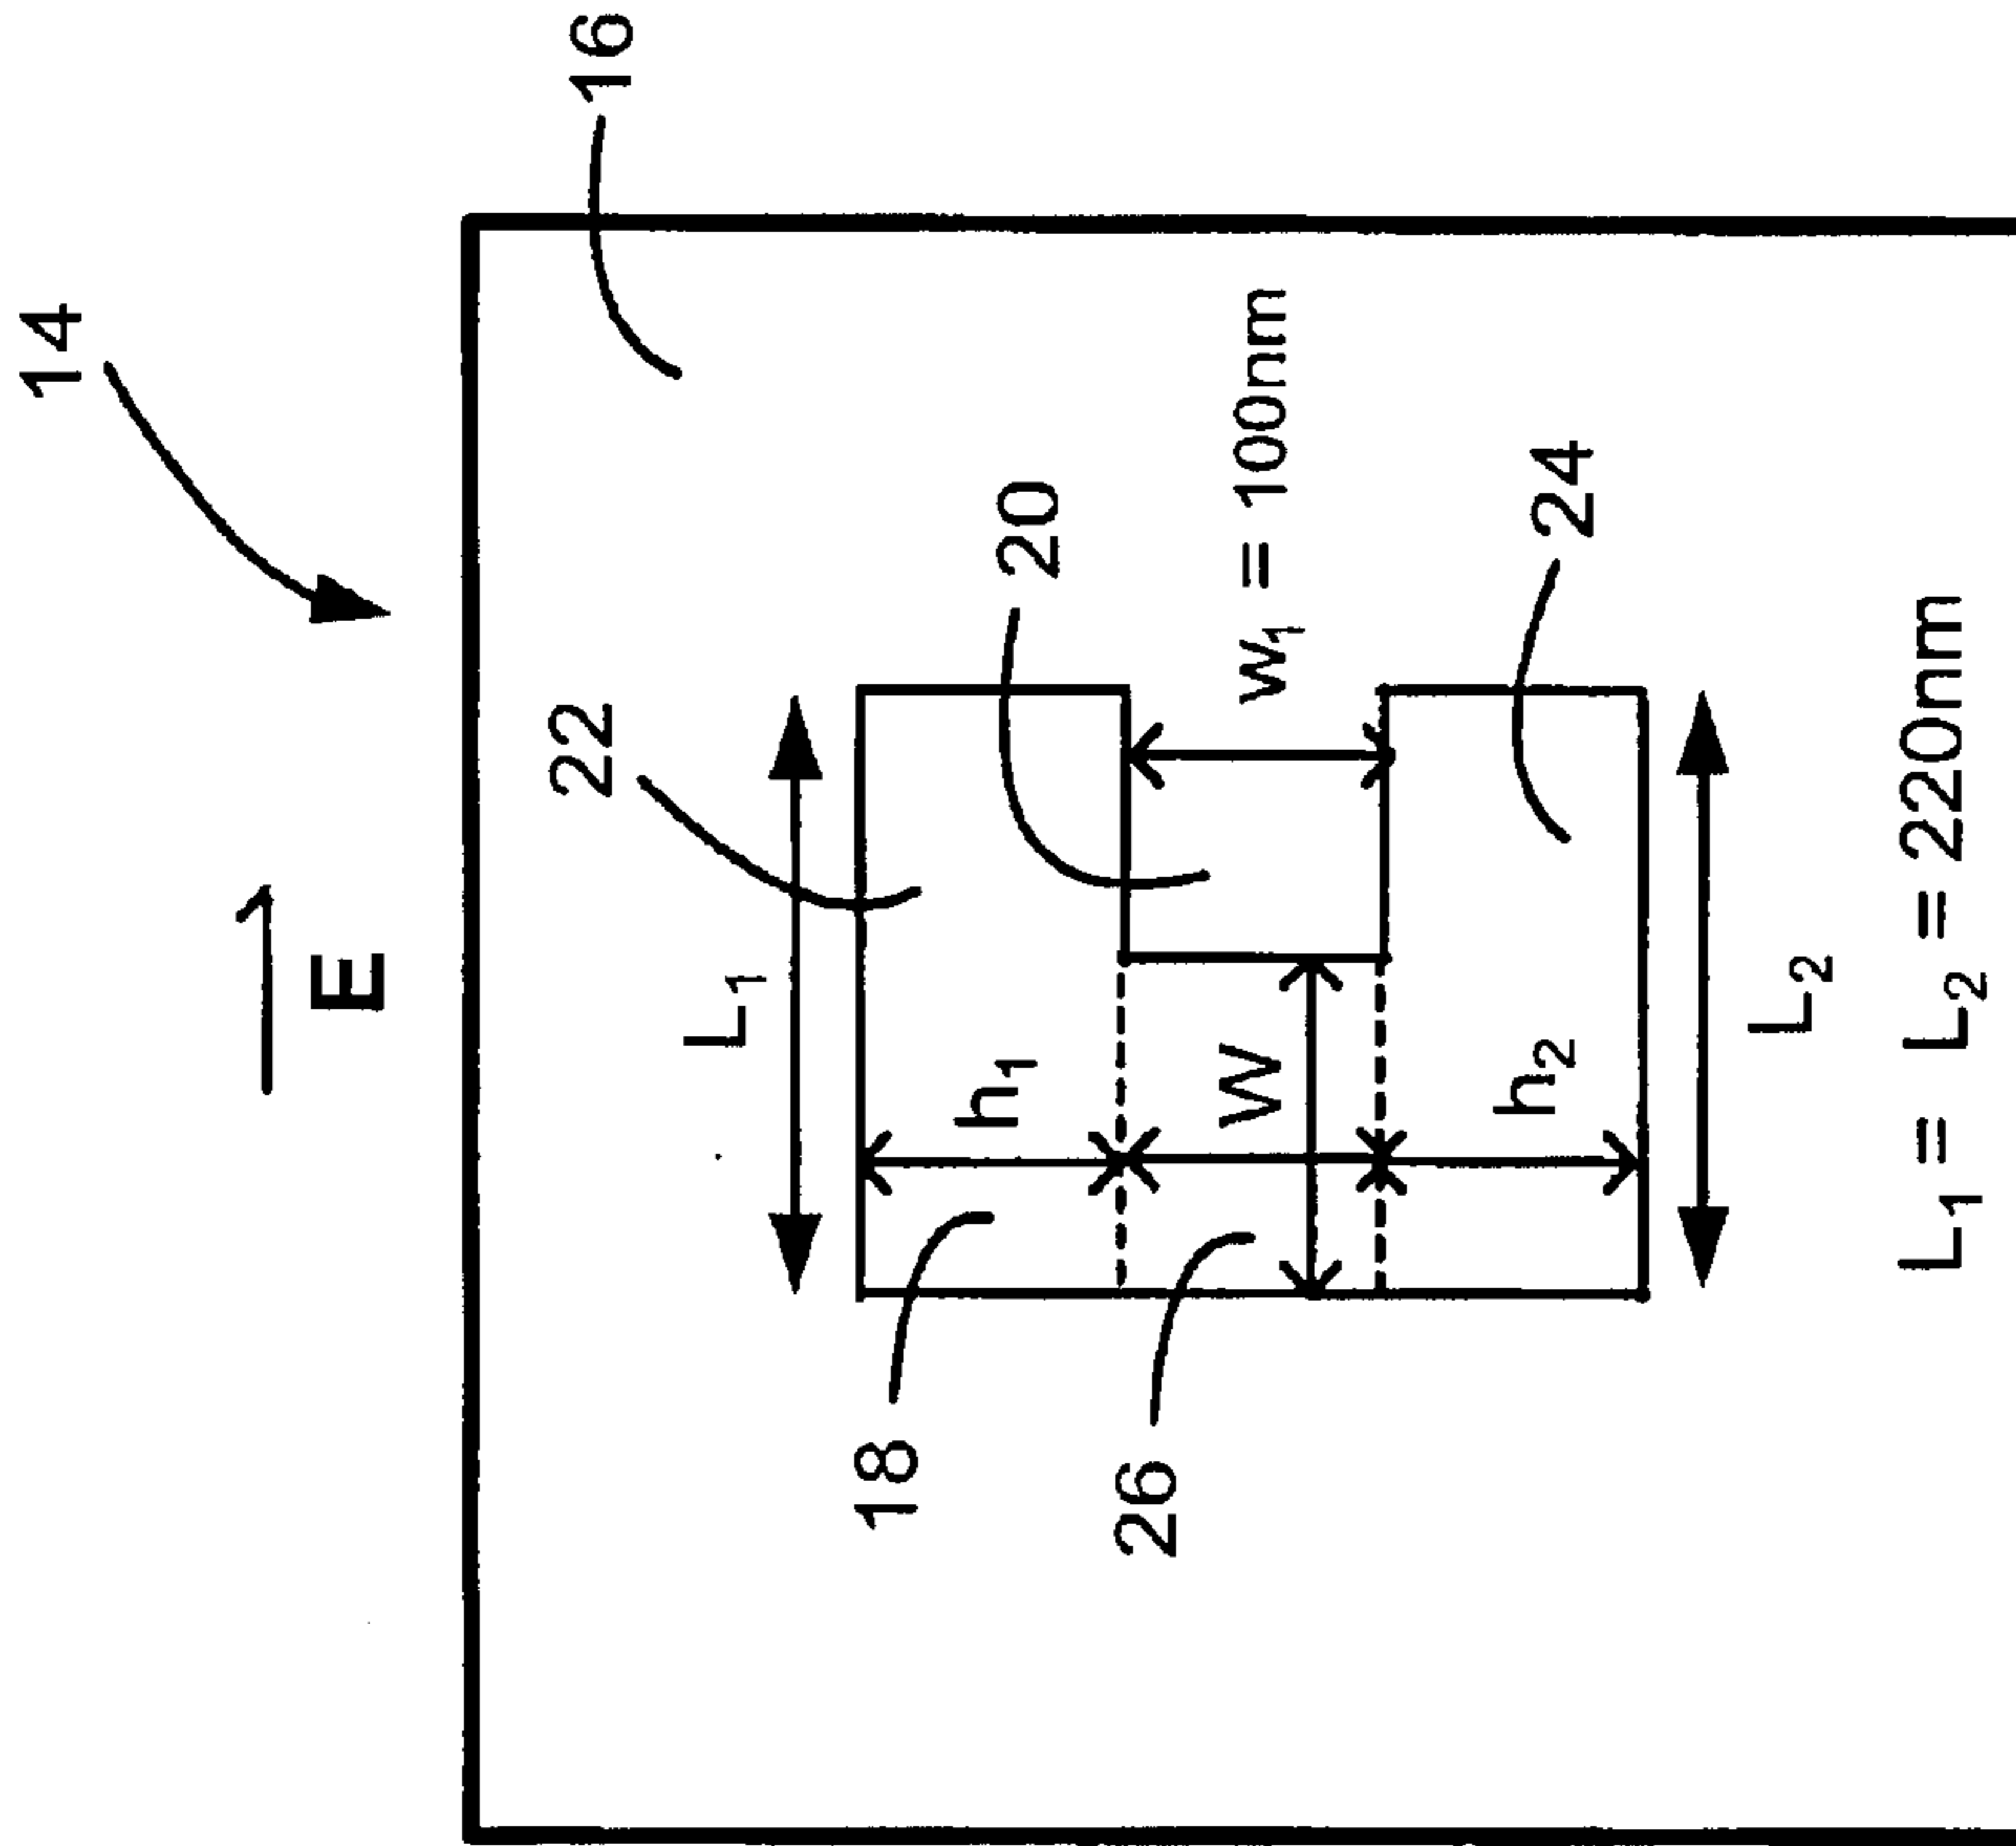 14
E
22
16
L₁
18
h₁
20
26
W
w₁ = 100nm
h₂
24
L₂
L₁ = L₂ = 220nm